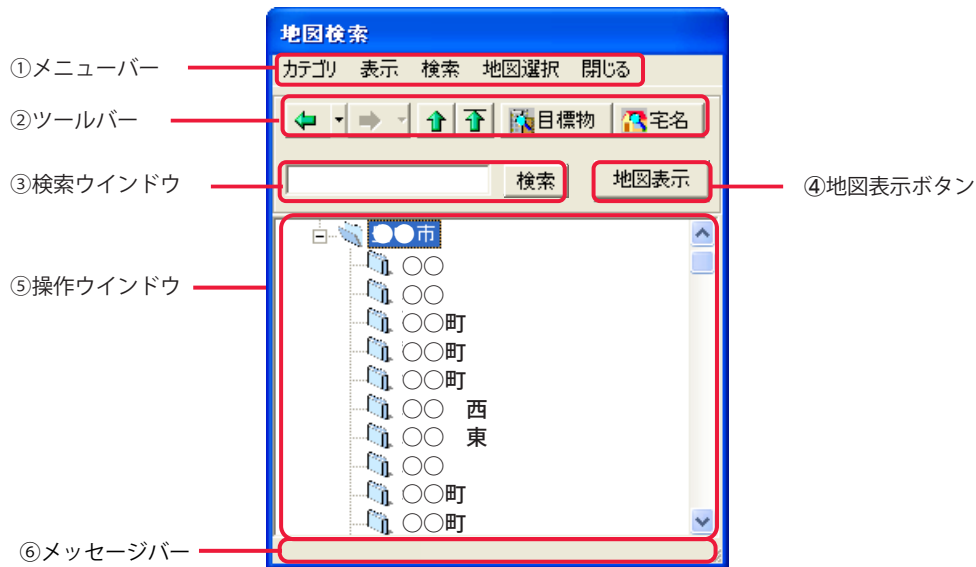 地図検索
①メニューバー
カテゴリ 表示 検索 地図選択 閉じる
②ツールバー
目標物 宅名
③検索ウインドウ
検索 地図表示
④地図表示ボタン
●●市
⑤操作ウインドウ
○○
○○
○○町
○○町
○○町
○○ 西
○○ 東
○○
○○町
○○町
⑥メッセージバー